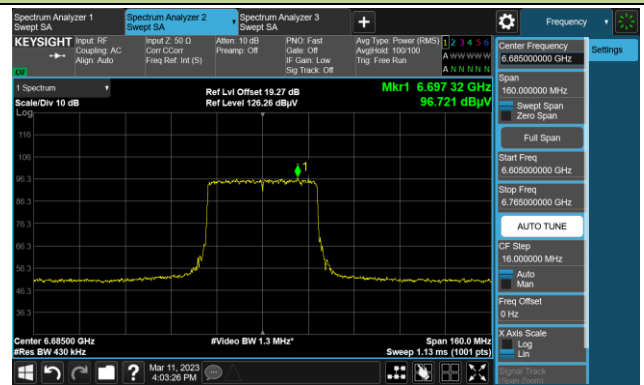 Spectrum Analyzer 1
Swept SA
Spectrum Analyzer 2
Swept SA
Spectrum Analyzer 3
Swept SA
+
Frequency
KEYSIGHT
Input: RF
Coupling: AC
Align: Auto
Input Z: 50 Ω
Corr CCorr
Freq Ref: Int (S)
Atten: 10 dB
Preamp: Off
PNO: Fast
Gate: Off
IF Gain: Low
Sig Track: Off
Avg Type: Power (RMS)
Avg|Hold: 100/100
Trig: Free Run
1 2 3 4 5 6
A W W W W W
A N N N N N
1 Spectrum
Scale/Div 10 dB
Log
Ref Lvl Offset 19.27 dB
Ref Level 126.26 dBµV
Mkr1 6.697 32 GHz
96.721 dBµV
116
106
96.3
86.3
76.3
66.3
56.3
46.3
36.3
1
Center 6.68500 GHz
#Res BW 430 kHz
#Video BW 1.3 MHz*
Span 160.0 MHz
Sweep 1.13 ms (1001 pts)
Center Frequency
6.685000000 GHz
Settings
Span
160.000000 MHz
Swept Span
Zero Span
Full Span
Start Freq
6.605000000 GHz
Stop Freq
6.765000000 GHz
AUTO TUNE
CF Step
16.000000 MHz
Auto
Man
Freq Offset
0 Hz
X Axis Scale
Log
Lin
Signal Track
(Span Zoom)
?
Mar 11, 2023
4:03:26 PM